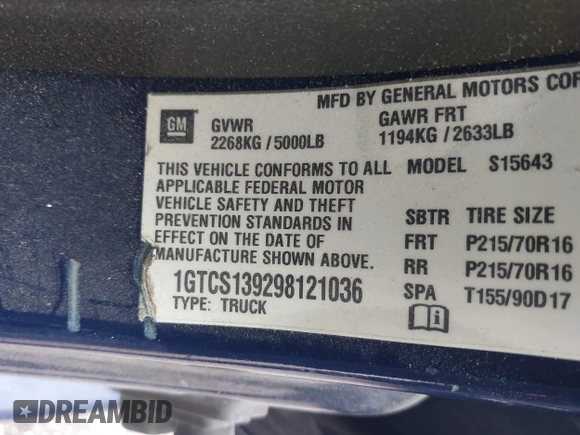 MFD BY GENERAL MOTORS COR
GM
GVWR
GAWR FRT
2268KG / 5000LB
1194KG / 2633LB
THIS VEHICLE CONFORMS TO ALL
MODEL S15643
APPLICABLE FEDERAL MOTOR
VEHICLE SAFETY AND THEFT
PREVENTION STANDARDS IN
EFFECT ON THE DATE OF
MANUFACTURE SHOWN ABOVE.
SBTR TIRE SIZE
FRT P215/70R16
RR P215/70R16
SPA T155/90D17
1GTCS139298121036
TYPE: TRUCK
i
DREAMBID